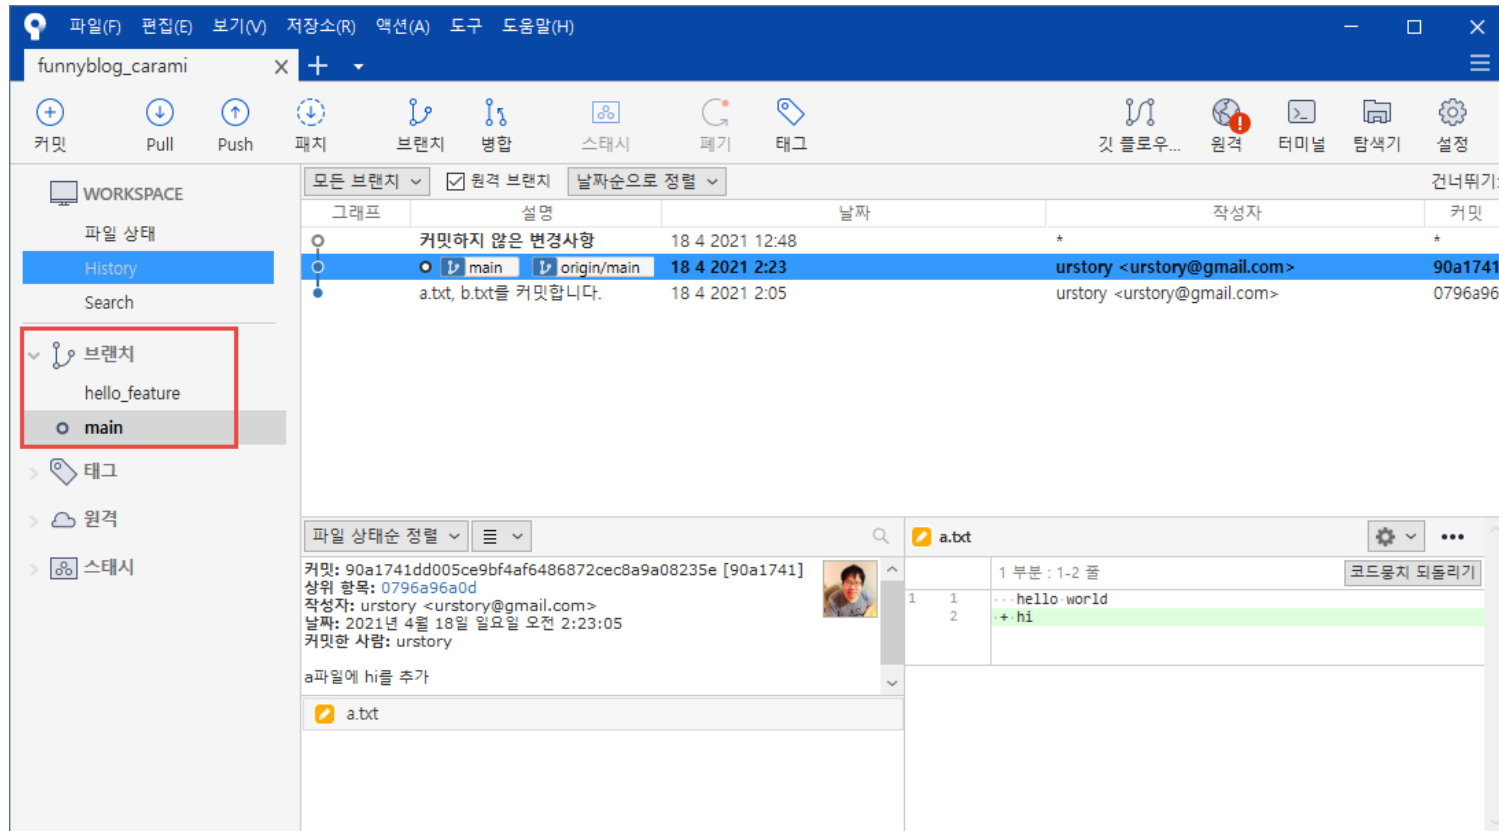 파일(F) 편집(E) 보기(V) 저장소(R) 액션(A) 도구 도움말(H)
funnyblog_carami
커밋 Pull Push 패치 브랜치 병합 스태시 폐기 태그 깃 플로우... 원격 터미널 탐색기 설정
WORKSPACE
파일 상태
History
Search
브랜치
hello_feature
main
태그
원격
스태시
모든 브랜치 원격 브랜치 날짜순으로 정렬 건너뛰기:
그래프 설명 날짜 작성자 커밋
커밋하지 않은 변경사항 18 4 2021 12:48 * *
main origin/main 18 4 2021 2:23 urstory <urstory@gmail.com> 90a1741
a.txt, b.txt를 커밋합니다. 18 4 2021 2:05 urstory <urstory@gmail.com> 0796a96
파일 상태순 정렬
커밋: 90a1741dd005ce9bf4af6486872cec8a9a08235e [90a1741]
상위 항목: 0796a96a0d
작성자: urstory <urstory@gmail.com>
날짜: 2021년 4월 18일 일요일 오전 2:23:05
커밋한 사람: urstory
a파일에 hi를 추가
a.txt
a.txt
1 부분 : 1-2 줄 코드뭉치 되돌리기
1 1 hello world
2 + hi